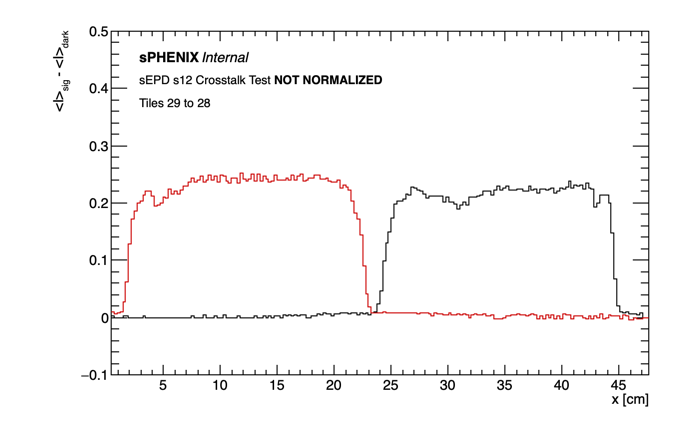 <I>sig - <I>dark
0.5
0.4
0.3
0.2
0.1
0
−0.1
sPHENIX Internal
sEPD s12 Crosstalk Test NOT NORMALIZED
Tiles 29 to 28
5 10 15 20 25 30 35 40 45
x [cm]